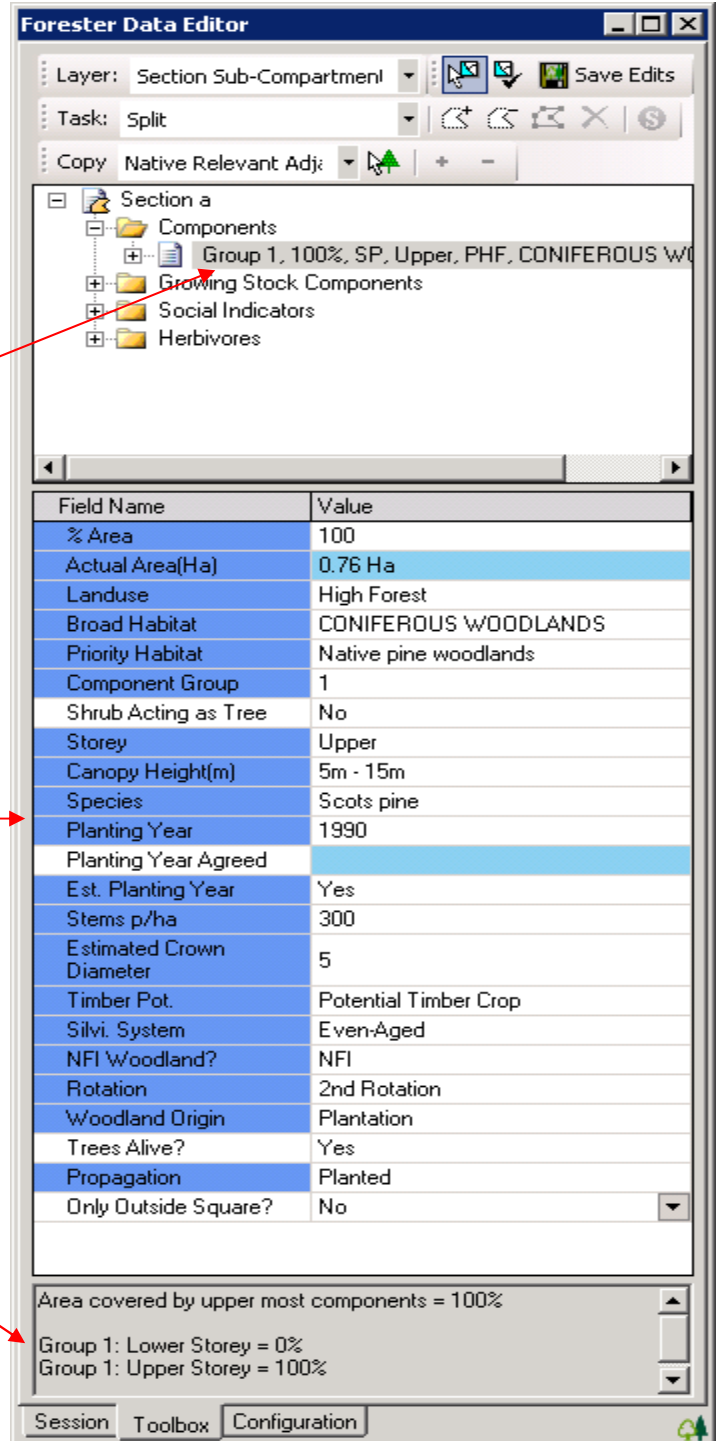 Forester Data Editor
Layer: Section Sub-Compartment Save Edits
Task: Split
Copy Native Relevant Adj
Section a
Components
Group 1, 100%, SP, Upper, PHF, CONIFEROUS WO
Growing Stock Components
Social Indicators
Herbivores
Field Name Value
% Area 100
Actual Area(Ha) 0.76 Ha
Landuse High Forest
Broad Habitat CONIFEROUS WOODLANDS
Priority Habitat Native pine woodlands
Component Group 1
Shrub Acting as Tree No
Storey Upper
Canopy Height(m) 5m - 15m
Species Scots pine
Planting Year 1990
Planting Year Agreed
Est. Planting Year Yes
Stems p/ha 300
Estimated Crown
Diameter 5
Timber Pot. Potential Timber Crop
Silvi. System Even-Aged
NFI Woodland? NFI
Rotation 2nd Rotation
Woodland Origin Plantation
Trees Alive? Yes
Propagation Planted
Only Outside Square? No
Area covered by upper most components = 100%
Group 1: Lower Storey = 0%
Group 1: Upper Storey = 100%
Session Toolbox Configuration